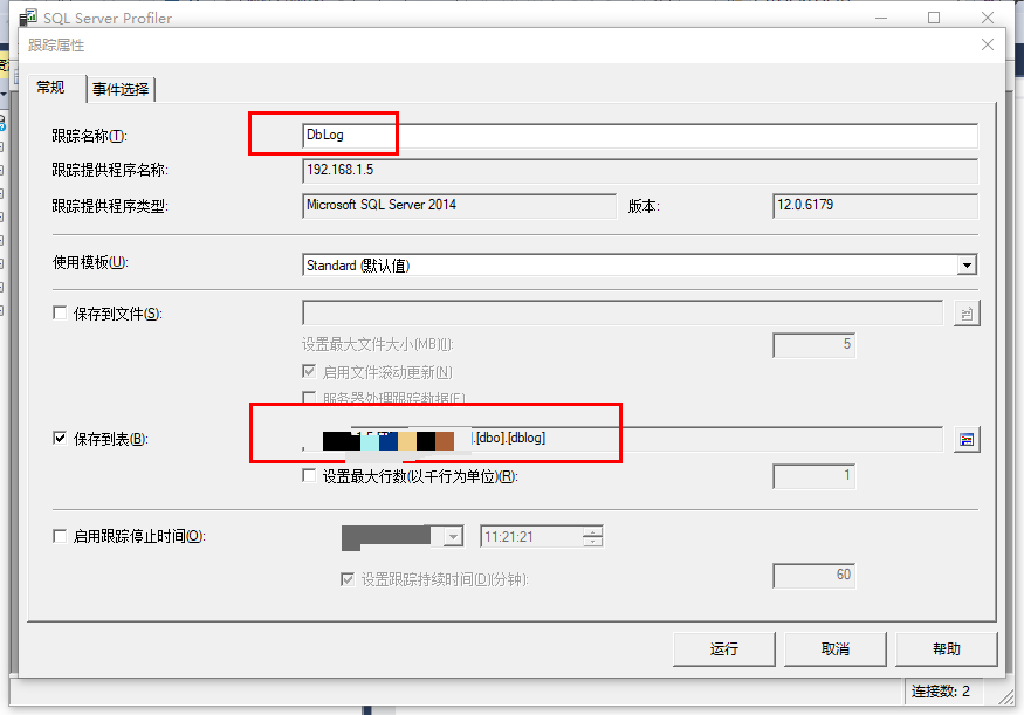 SQL Server Profiler
跟踪属性
常规 事件选择
跟踪名称(T): DbLog
跟踪提供程序名称: 192.168.1.5
跟踪提供程序类型: Microsoft SQL Server 2014 版本: 12.0.6179
使用模板(U): Standard (默认值)
保存到文件(S):
设置最大文件大小(MB)(I): 5
启用文件滚动更新(N)
服务器处理跟踪数据(E)
保存到表(B): .[dbo].[dblog]
设置最大行数(以千行为单位)(R): 1
启用跟踪停止时间(O): 11:21:21
设置跟踪持续时间(D)(分钟): 60
运行 取消 帮助
连接数: 2